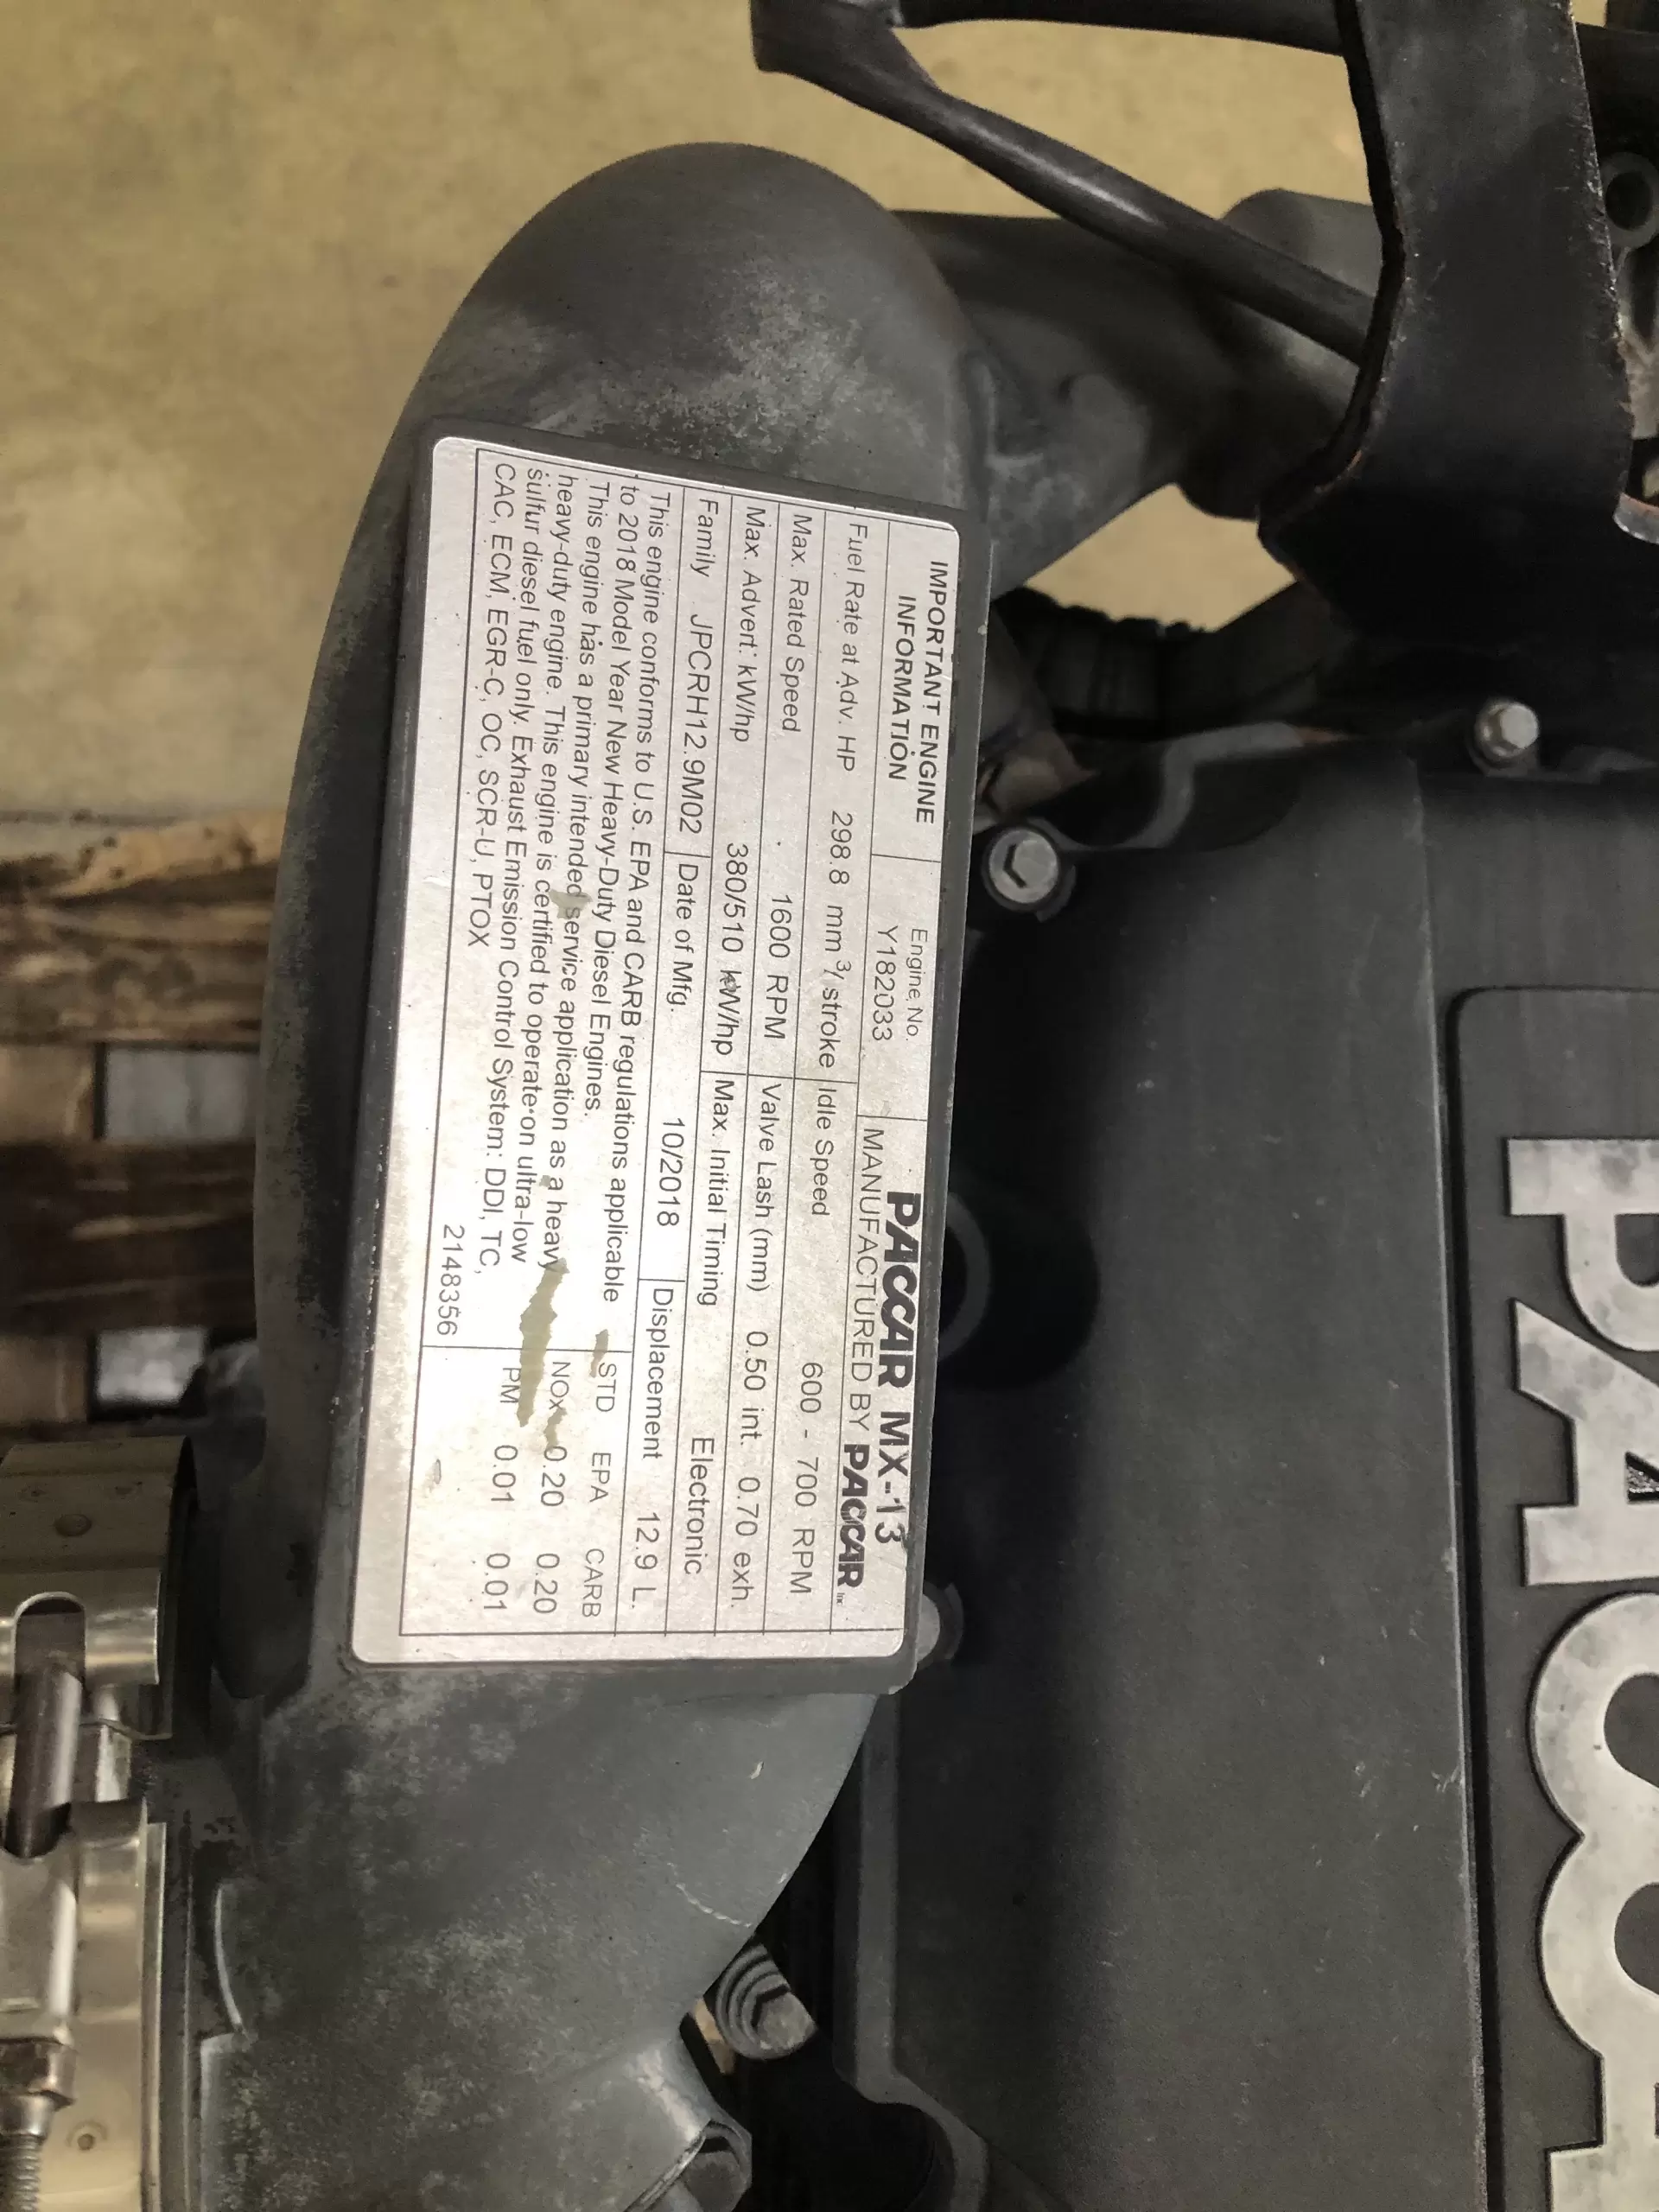 IMPORTANT ENGINE
INFORMATION
Engine No.
Y182033
PACCAR MX-13
MANUFACTURED BY PACCAR Inc
Fuel Rate at Adv. HP 298.8 mm³/stroke
Idle Speed 600 - 700 RPM
Max. Rated Speed 1600 RPM
Valve Lash (mm) 0.50 int. 0.70 exh.
Max. Advert. kW/hp 380/510 kW/hp
Max. Initial Timing Electronic
Family JPCRH12.9M02
Date of Mfg. 10/2018
Displacement 12.9 L.
This engine conforms to U.S. EPA and CARB regulations applicable
to 2018 Model Year New Heavy-Duty Diesel Engines.
This engine has a primary intended service application as a heavy
heavy-duty engine. This engine is certified to operate on ultra-low
sulfur diesel fuel only. Exhaust Emission Control System: DDI, TC,
CAC, ECM, EGR-C, OC, SCR-U, PTOX
2148356
STD EPA CARB
NOx 0.20 0.20
PM 0.01 0.01
PACCA